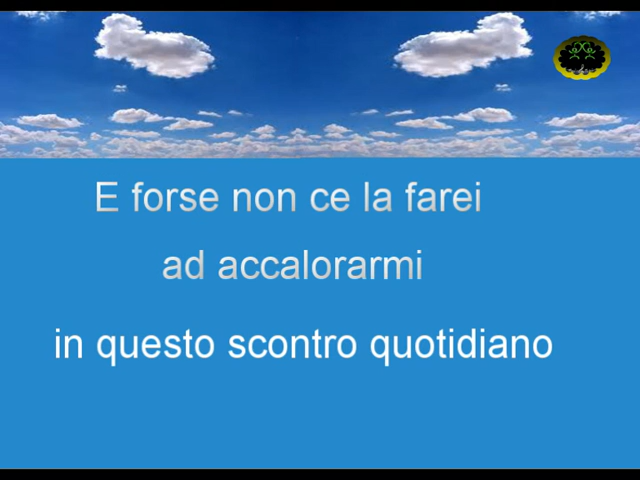 E forse non ce la farei
ad accalorarmi
in questo scontro quotidiano